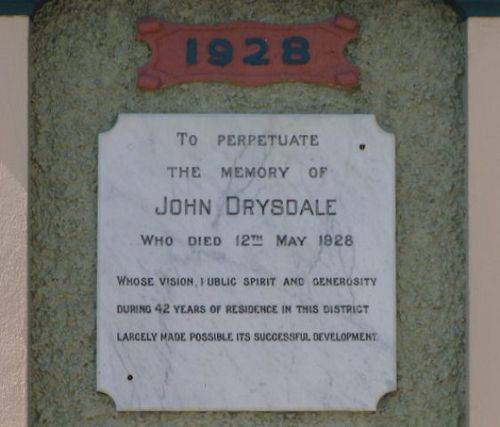 1928
TO PERPETUATE
THE MEMORY OF
JOHN DRYSDALE
WHO DIED 12TH MAY 1928
WHOSE VISION, PUBLIC SPIRIT AND GENEROSITY
DURING 42 YEARS OF RESIDENCE IN THIS DISTRICT
LARGELY MADE POSSIBLE ITS SUCCESSFUL DEVELOPMENT